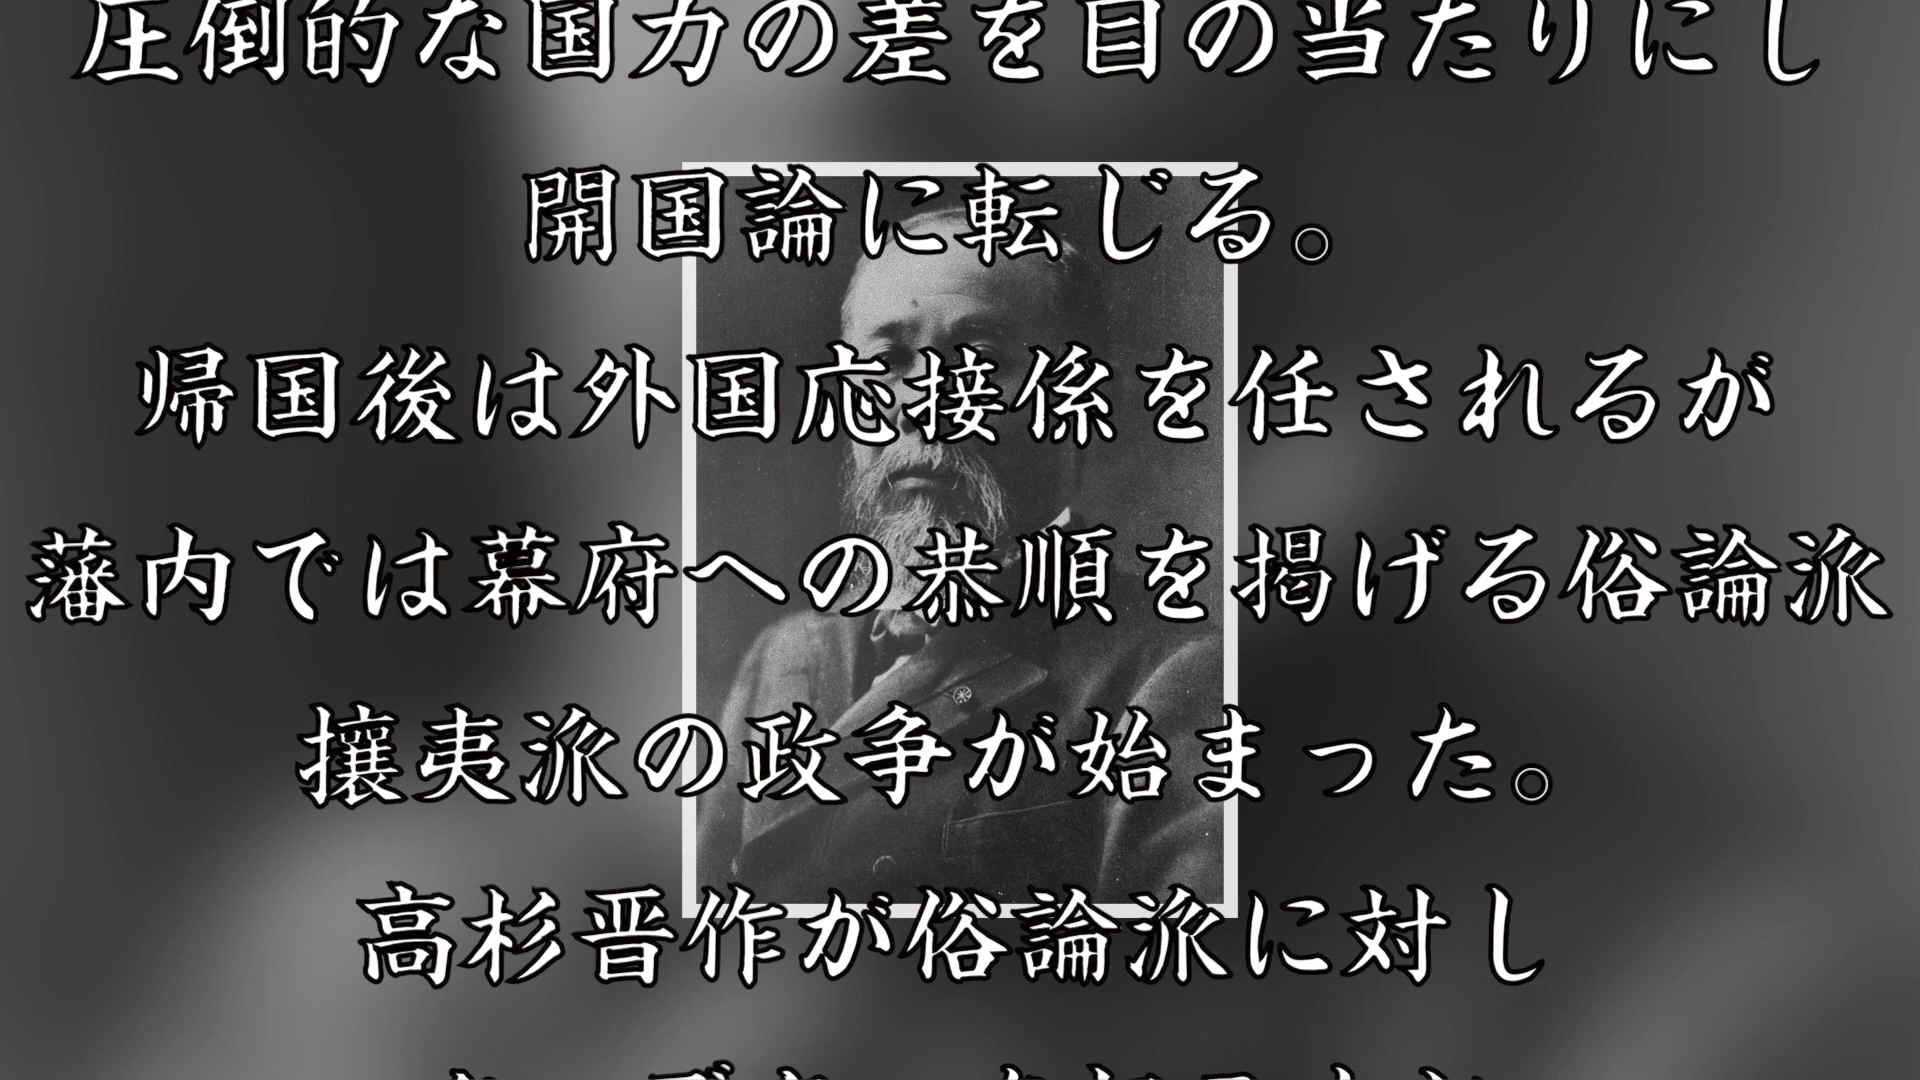 圧倒的な国力の差を目の当たりにし
開国論に転じる。
帰国後は外国応接係を任されるが
藩内では幕府への恭順を掲げる俗論派
攘夷派の政争が始まった。
高杉晋作が俗論派に対し